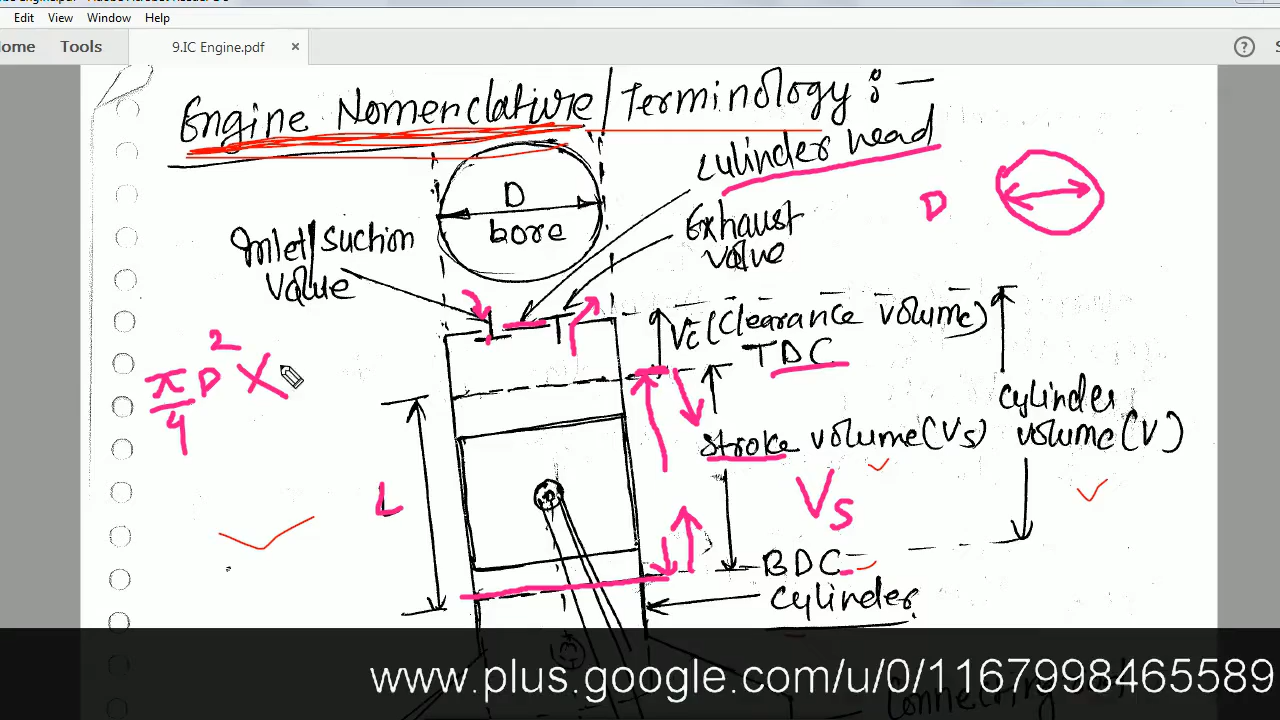 Edit View Window Help
ome Tools 9.IC Engine.pdf × ?
Engine Nomenclature/Terminology :-
cylinder head
D
bore
D
Exhaust
valve
Inlet/Suction
Valve
Vc (Clearance volume)
TDC
π/4 D² X
cylinder
volume (V)
stroke volume (Vs)
L
Vs
BDC
cylinder
www.plus.google.com/u/0/1167998465589